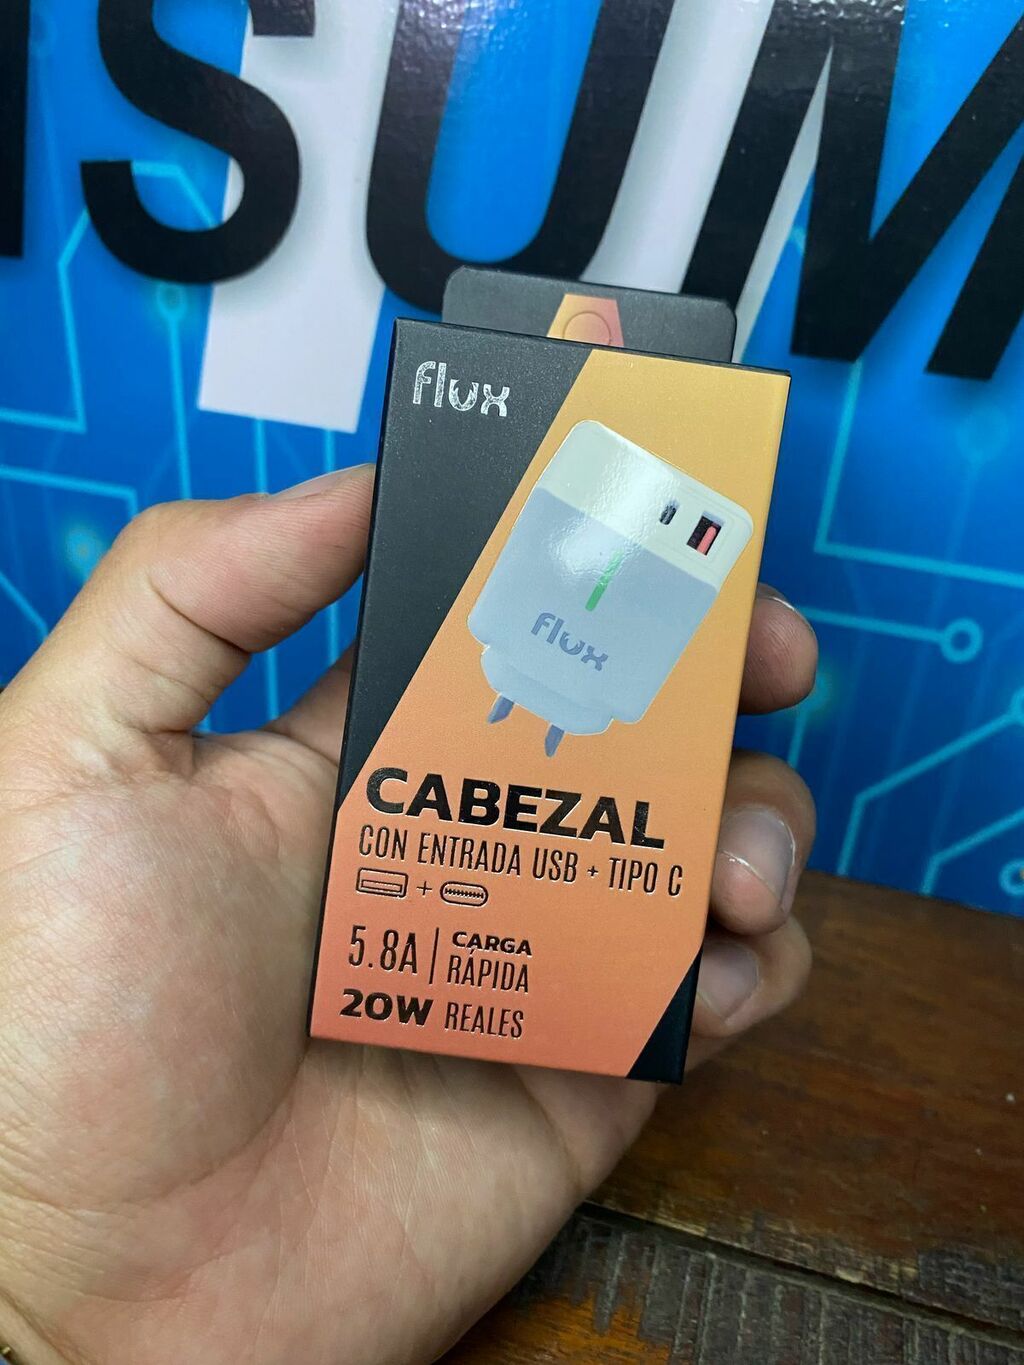 SUM
flux
flux
CABEZAL
CON ENTRADA USB + TIPO C
+
5.8A | CARGA
RÁPIDA
20W REALES